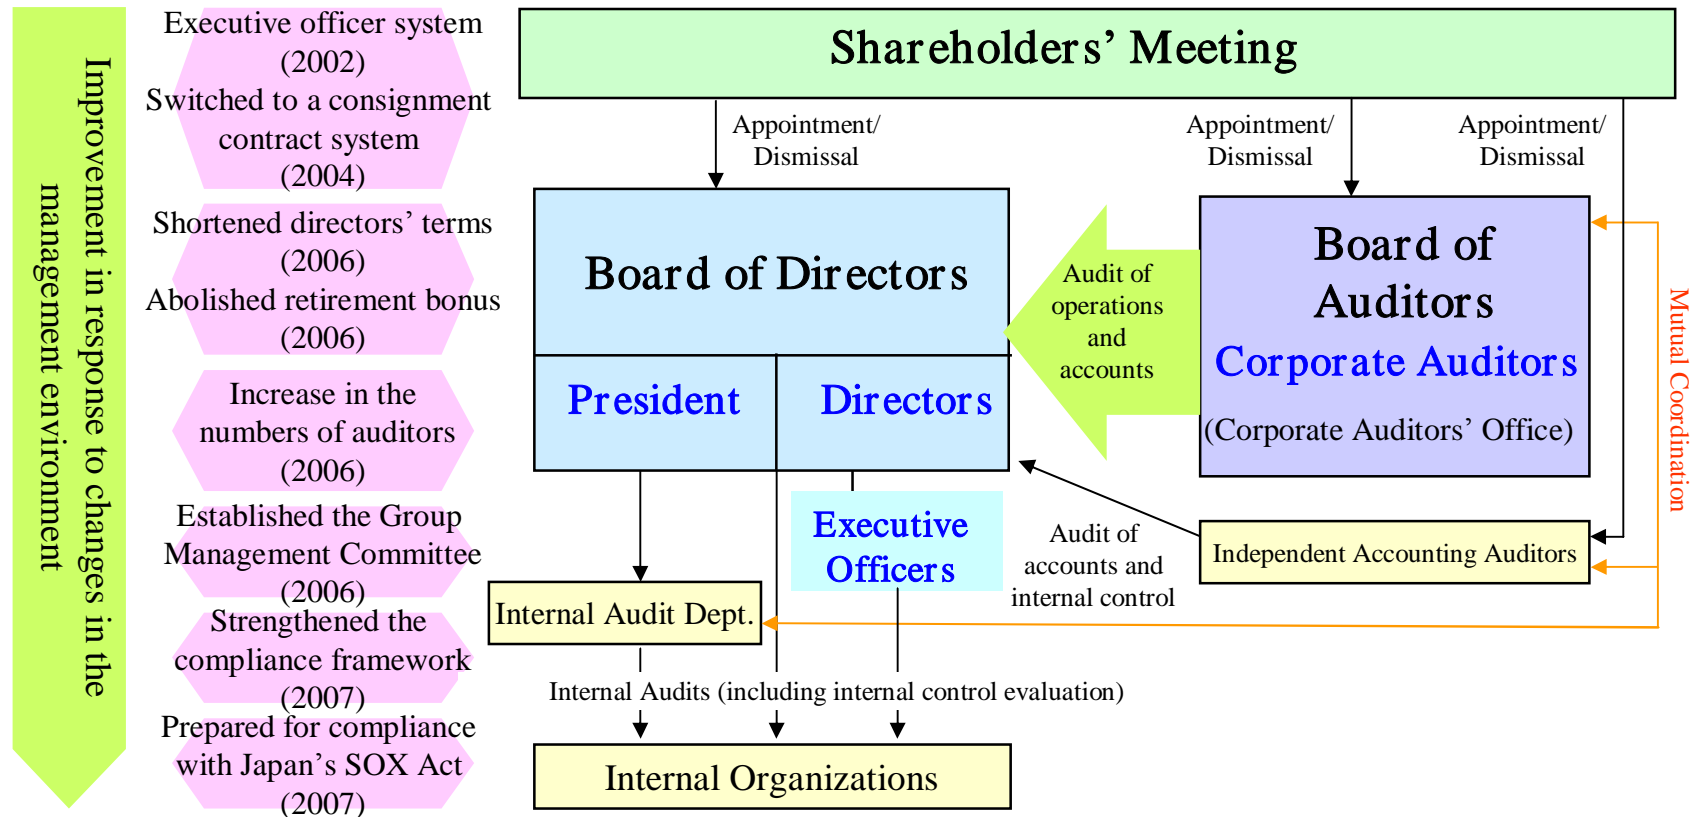 Improvement in response to changes in the
management environment
Executive officer system
(2002)
Switched to a consignment
contract system
(2004)
Shortened directors’ terms
(2006)
Abolished retirement bonus
(2006)
Increase in the
numbers of auditors
(2006)
Established the Group
Management Committee
(2006)
Strengthened the
compliance framework
(2007)
Prepared for compliance
with Japan’s SOX Act
(2007)
Shareholders’ Meeting
Appointment/
Dismissal
Appointment/
Dismissal
Appointment/
Dismissal
Board of Directors
President
Directors
Audit of
operations
and
accounts
Board of
Auditors
Corporate Auditors
(Corporate Auditors’ Office)
Mutual Coordination
Executive
Officers
Audit of
accounts and
internal control
Independent Accounting Auditors
Internal Audit Dept.
Internal Audits (including internal control evaluation)
Internal Organizations